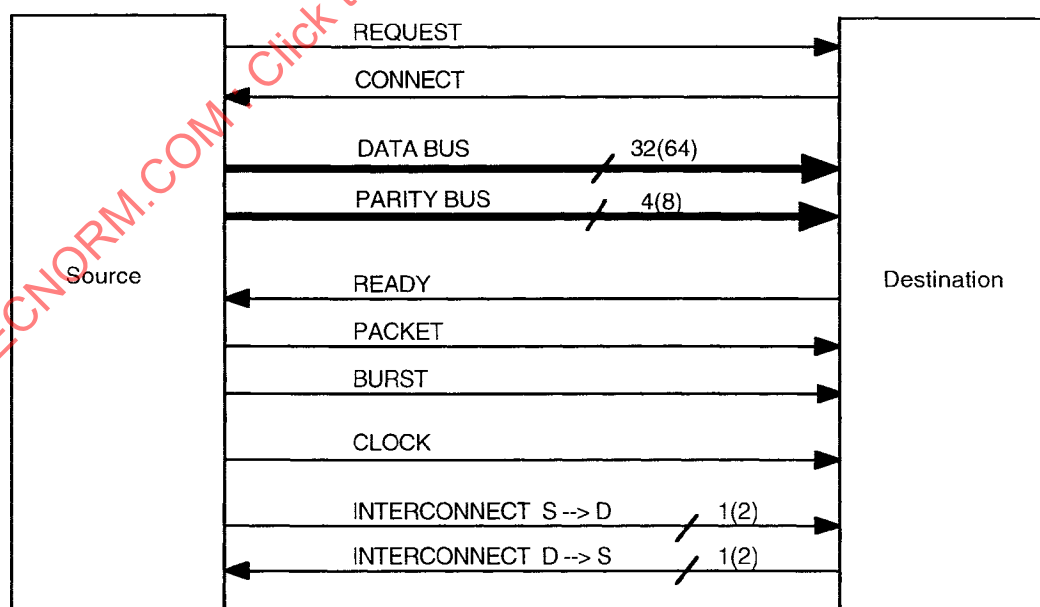 REQUEST
CONNECT
DATA BUS 32(64)
PARITY BUS 4(8)
Source
READY
Destination
PACKET
BURST
CLOCK
INTERCONNECT S --> D 1(2)
INTERCONNECT D --> S 1(2)
ECNORM.COM : Click t